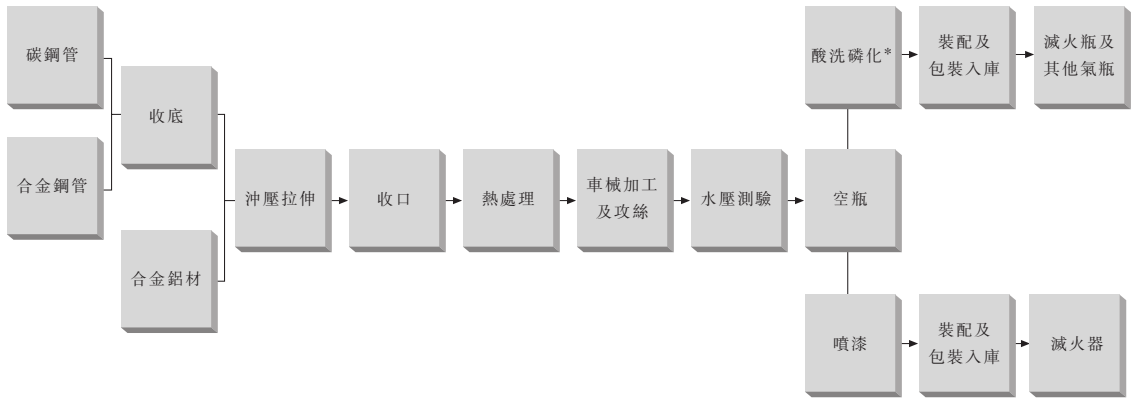 碳鋼管
合金鋼管
收底
合金鋁材
沖壓拉伸
收口
熱處理
車械加工
及攻絲
水壓測驗
空瓶
酸洗磷化*
裝配及
包裝入庫
滅火瓶及
其他氣瓶
噴漆
裝配及
包裝入庫
滅火器